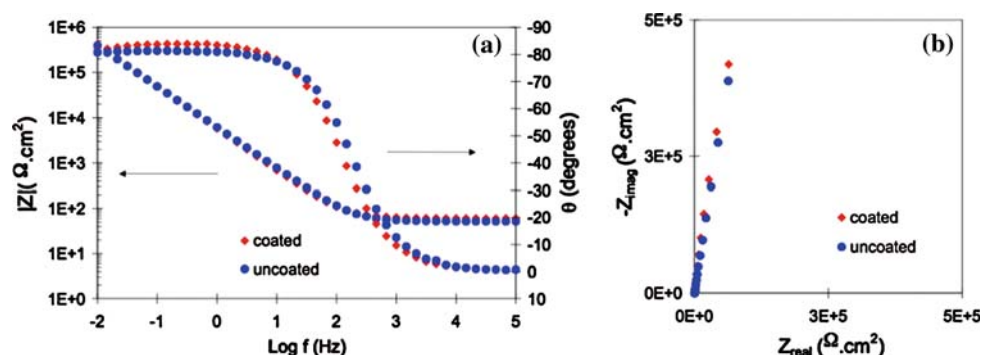 (a)
1E+6
1E+5
1E+4
1E+3
1E+2
1E+1
1E+0
|Z|( Ω.cm²)
-90
-80
-70
-60
-50
-40
-30
-20
-10
0
10
θ (degrees)
coated
uncoated
-2 -1 0 1 2 3 4 5
Log f (Hz)
(b)
5E+5
3E+5
0E+0
-Zimag (Ω.cm²)
coated
uncoated
0E+0 3E+5 5E+5
Zreal (Ω.cm²)